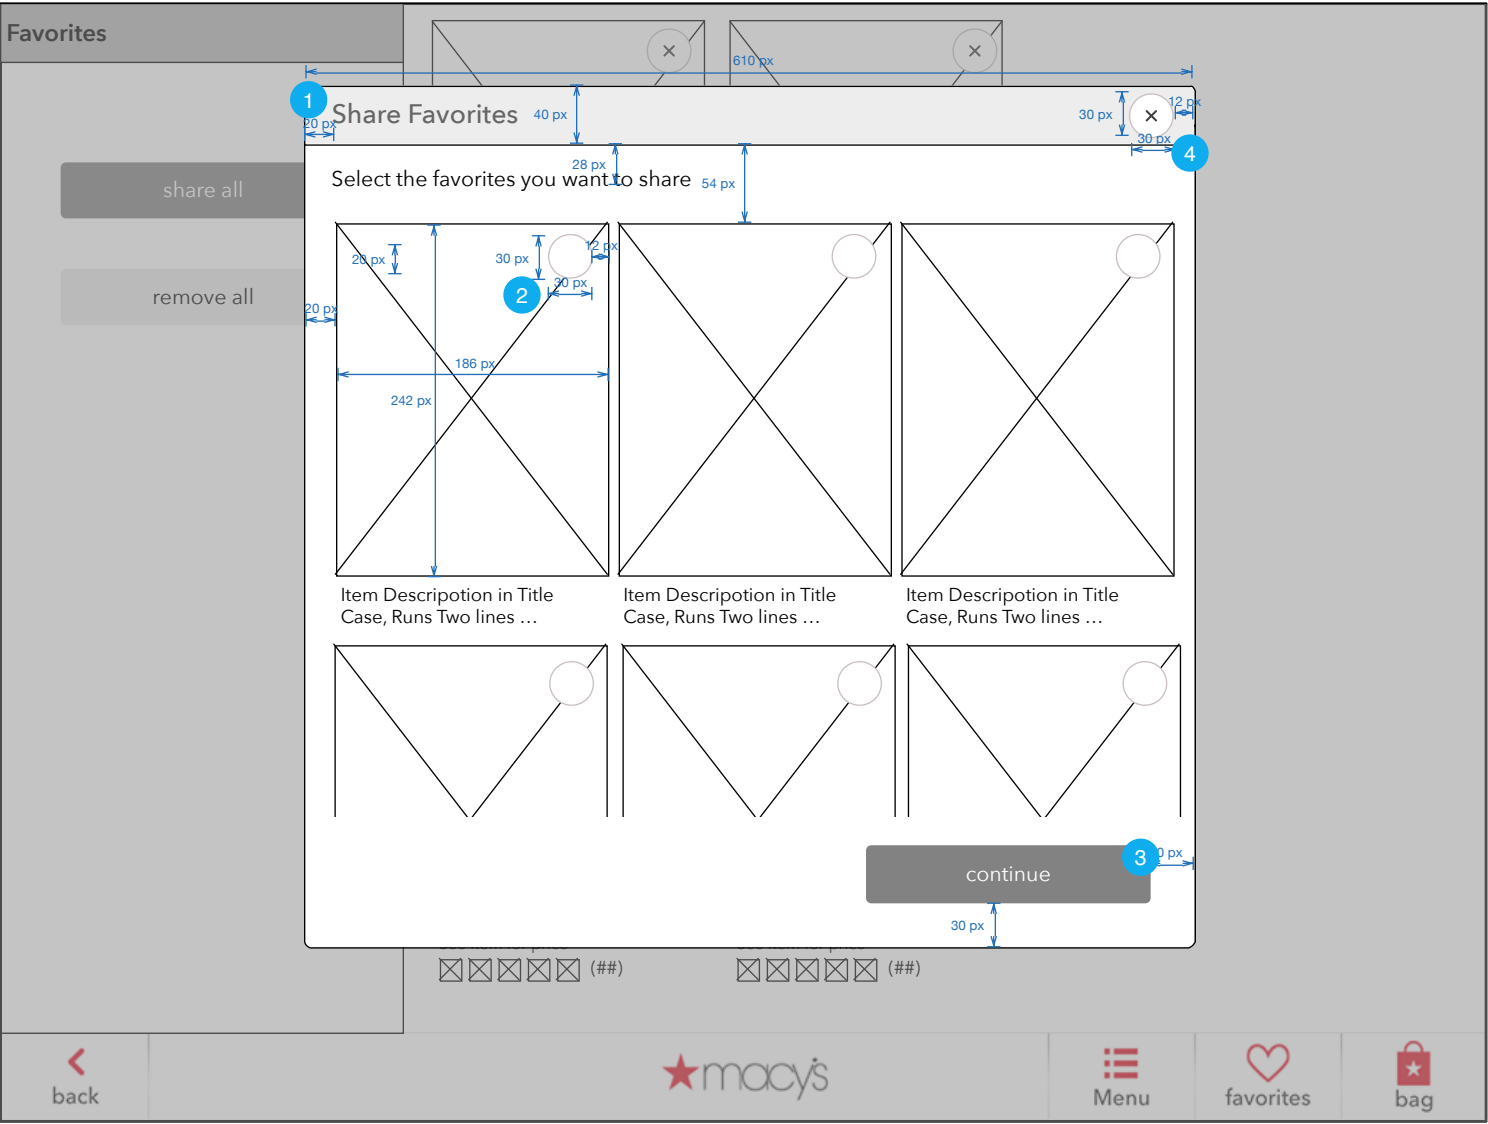 Favorites
610 px
1
Share Favorites
40 px
30 px
12 px
20 px
30 px
4
28 px
Select the favorites you want to share
54 px
share all
20 px
30 px
12 px
30 px
2
remove all
20 px
186 px
242 px
Item Descripotion in Title
Case, Runs Two lines ...
Item Descripotion in Title
Case, Runs Two lines ...
Item Descripotion in Title
Case, Runs Two lines ...
3
continue
30 px
(##)
(##)
back
macy's
Menu
favorites
bag